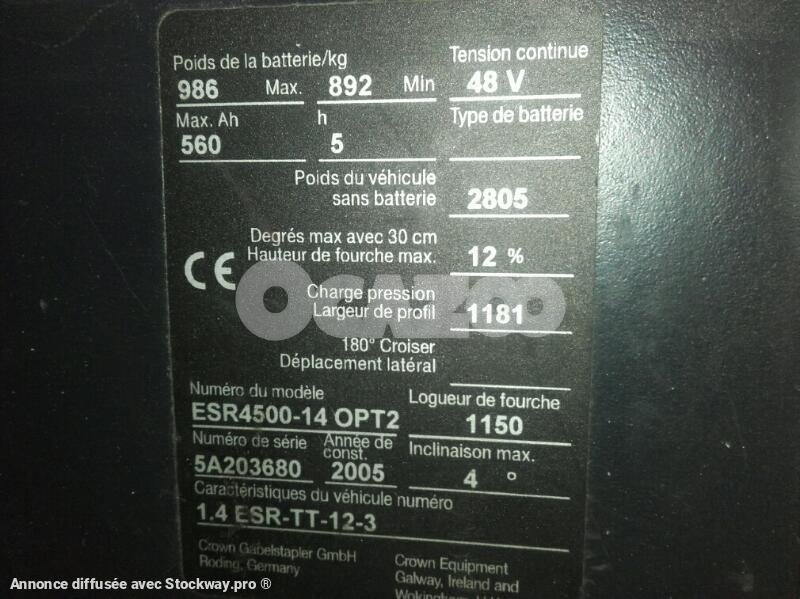 Poids de la batterie/kg
986 Max. 892 Min
Tension continue
48 V
Max. Ah h
560 5
Type de batterie
Poids du véhicule
sans batterie 2805
Degrés max avec 30 cm
Hauteur de fourche max. 12 %
CE
OCAZOO
Charge pression
Largeur de profil 1181
180° Croiser
Déplacement latéral
Numéro du modèle
ESR4500-14 OPT2
Logueur de fourche
1150
Numéro de série
5A203680
Année de
const.
2005
Inclinaison max.
4 °
Caractéristiques du véhicule numéro
1.4 ESR-TT-12-3
Crown Gabelstapler GmbH
Roding, Germany
Crown Equipment
Galway, Ireland and
Annonce diffusée avec Stockway.pro ®